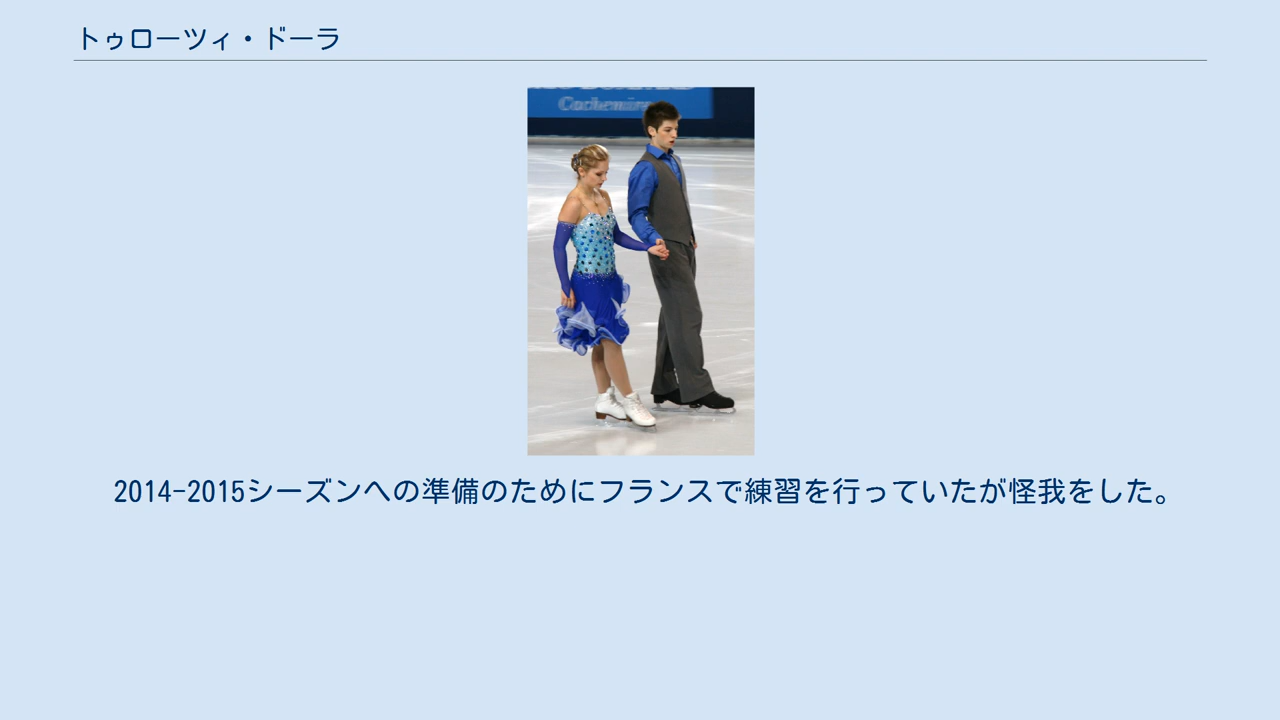 トゥローツィ・ドーラ
Cachemire
2014-2015シーズンへの準備のためにフランスで練習を行っていたが怪我をした。